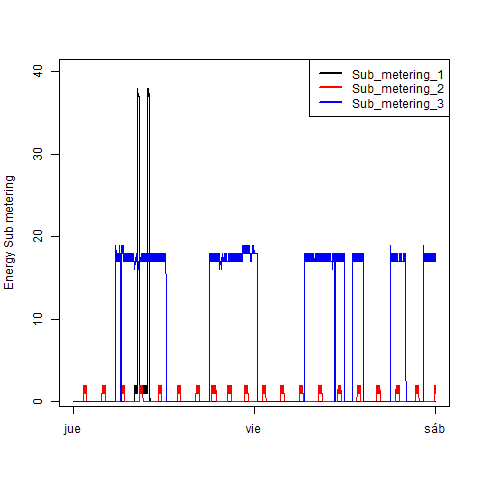 Sub_metering_1
Sub_metering_2
Sub_metering_3
Energy Sub metering
40
30
20
10
0
jue
vie
sáb